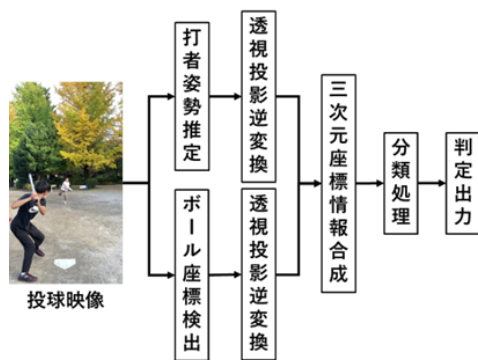 投球映像
打者姿勢推定
透視投影逆変換
ボール座標検出
透視投影逆変換
三次元座標情報合成
分類処理
判定出力